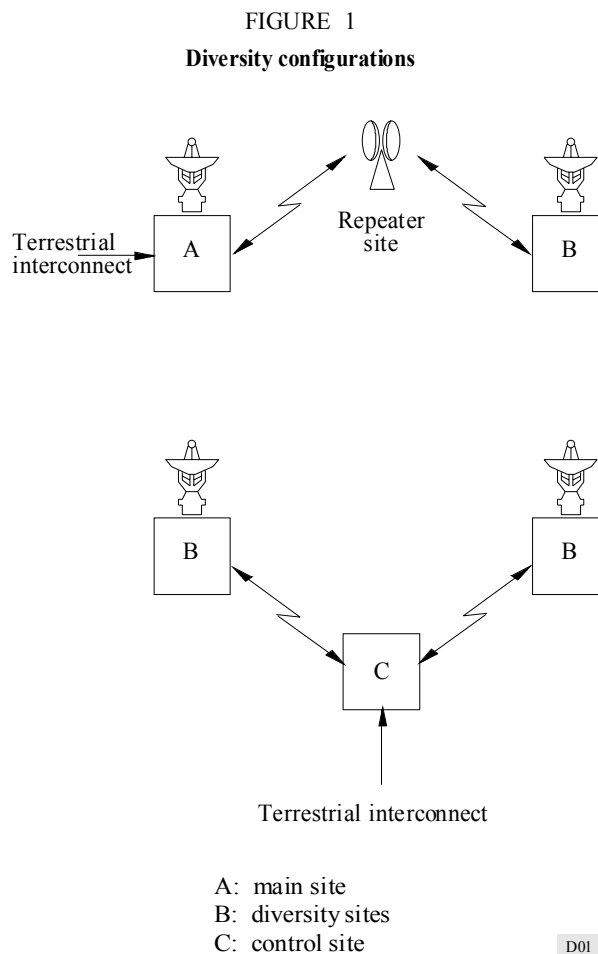 FIGURE 1
Diversity configurations
Terrestrial
interconnect
A
Repeater
site
B
B
B
C
Terrestrial interconnect
A: main site
B: diversity sites
C: control site
D01